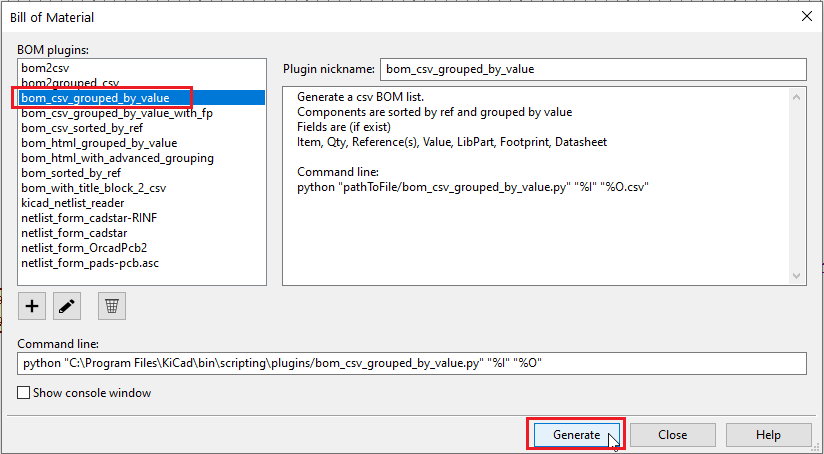 Bill of Material
BOM plugins:
bom2csv
bom2grouped_csv
bom_csv_grouped_by_value
bom_csv_grouped_by_value_with_fp
bom_csv_sorted_by_ref
bom_html_grouped_by_value
bom_html_with_advanced_grouping
bom_sorted_by_ref
bom_with_title_block_2_csv
kicad_netlist_reader
netlist_form_cadstar-RINF
netlist_form_cadstar
netlist_form_OrcadPcb2
netlist_form_pads-pcb.asc
Plugin nickname: bom_csv_grouped_by_value
Generate a csv BOM list.
Components are sorted by ref and grouped by value
Fields are (if exist)
Item, Qty, Reference(s), Value, LibPart, Footprint, Datasheet
Command line:
python "pathToFile/bom_csv_grouped_by_value.py" "%I" "%O.csv"
Command line:
python "C:\Program Files\KiCad\bin\scripting\plugins/bom_csv_grouped_by_value.py" "%I" "%O"
Show console window
Generate Close Help